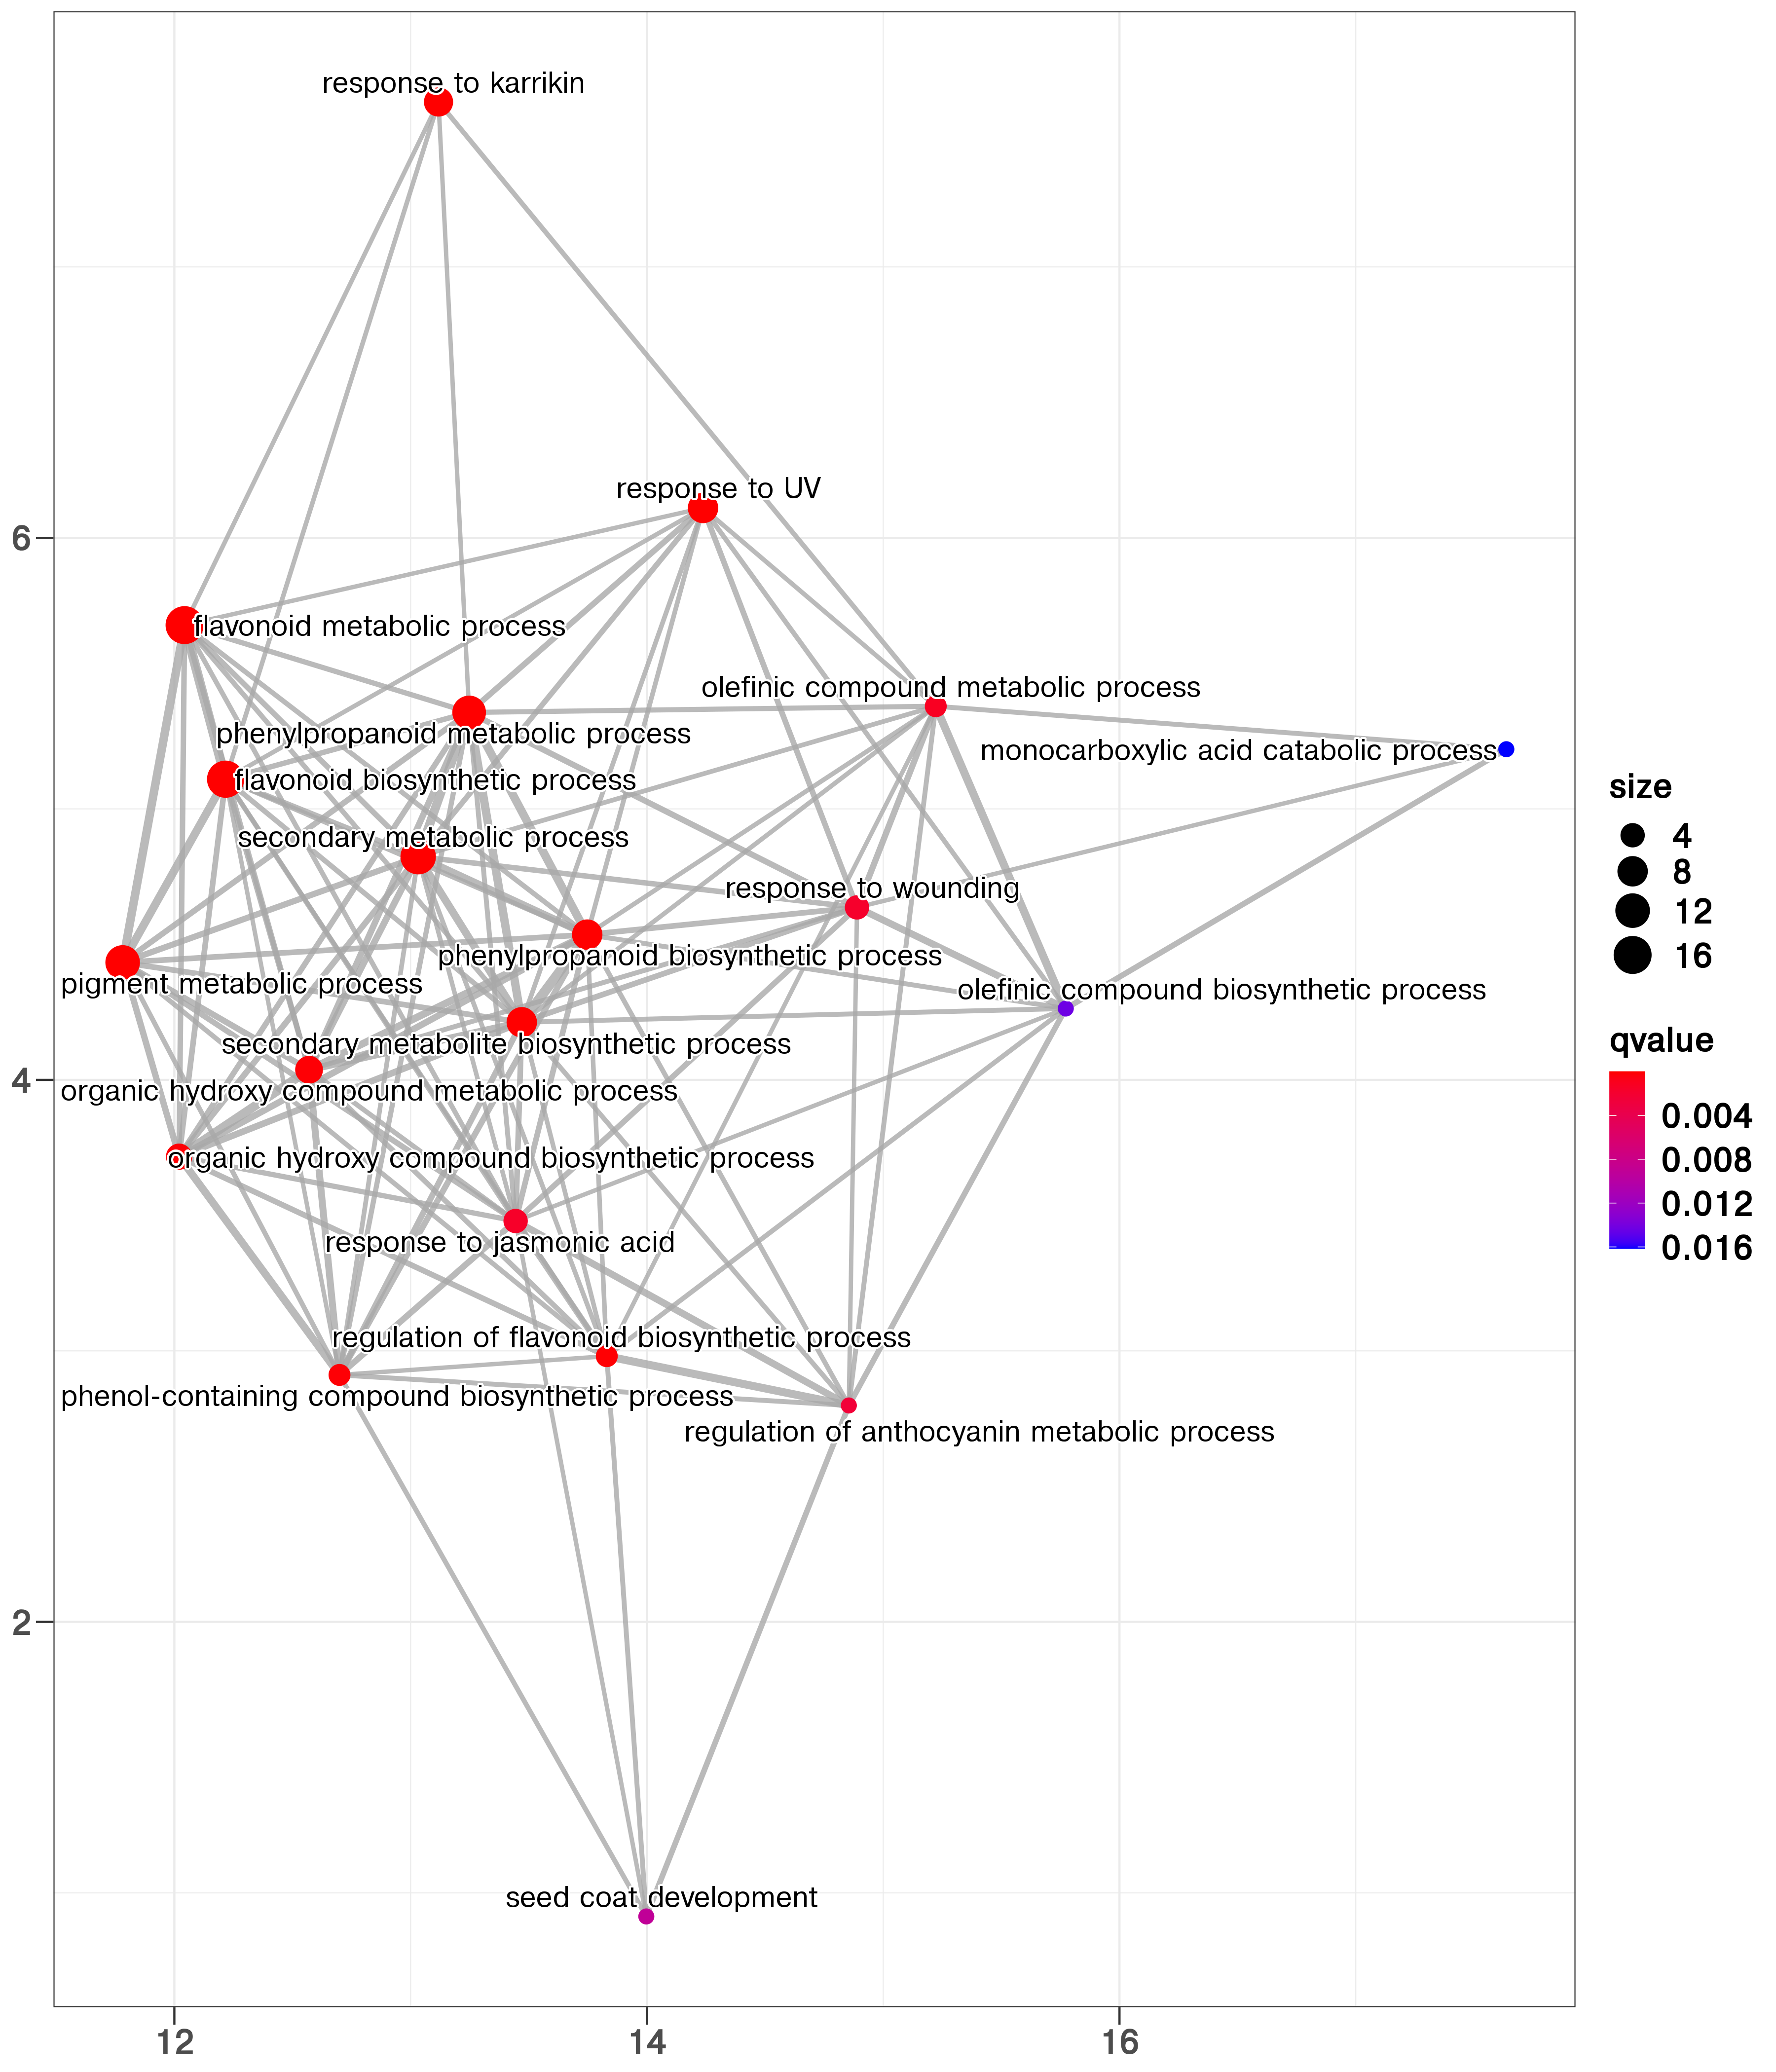 response to karrikin
response to UV
6
flavonoid metabolic process
olefinic compound metabolic process
phenylpropanoid metabolic process
monocarboxylic acid catabolic process
flavonoid biosynthetic process
secondary metabolic process
response to wounding
phenylpropanoid biosynthetic process
pigment metabolic process
olefinic compound biosynthetic process
secondary metabolite biosynthetic process
4
organic hydroxy compound metabolic process
organic hydroxy compound biosynthetic process
response to jasmonic acid
regulation of flavonoid biosynthetic process
phenol-containing compound biosynthetic process
regulation of anthocyanin metabolic process
2
seed coat development
12 14 16
size
4
8
12
16
qvalue
0.004
0.008
0.012
0.016